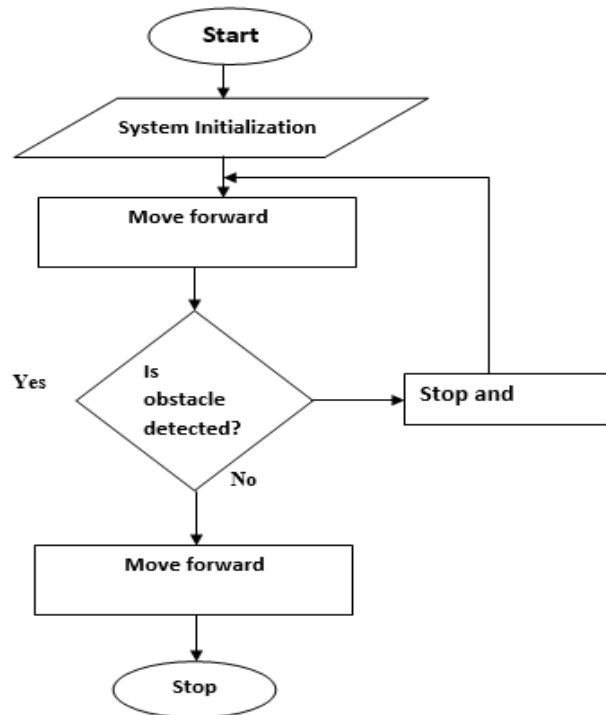 Start
System Initialization
Move forward
Is
obstacle
detected?
Yes
Stop and
No
Move forward
Stop